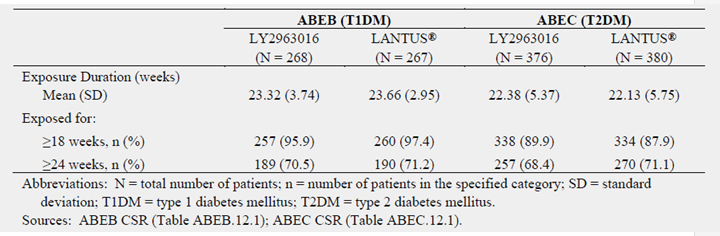 ABEB (T1DM) ABEC (T2DM)
LY2963016 LANTUS® LY2963016 LANTUS®
(N = 268) (N = 267) (N = 376) (N = 380)
Exposure Duration (weeks)
Mean (SD) 23.32 (3.74) 23.66 (2.95) 22.38 (5.37) 22.13 (5.75)
Exposed for:
≥18 weeks, n (%) 257 (95.9) 260 (97.4) 338 (89.9) 334 (87.9)
≥24 weeks, n (%) 189 (70.5) 190 (71.2) 257 (68.4) 270 (71.1)
Abbreviations: N = total number of patients; n = number of patients in the specified category; SD = standard
deviation; T1DM = type 1 diabetes mellitus; T2DM = type 2 diabetes mellitus.
Sources: ABEB CSR (Table ABEB.12.1); ABEC CSR (Table ABEC.12.1).